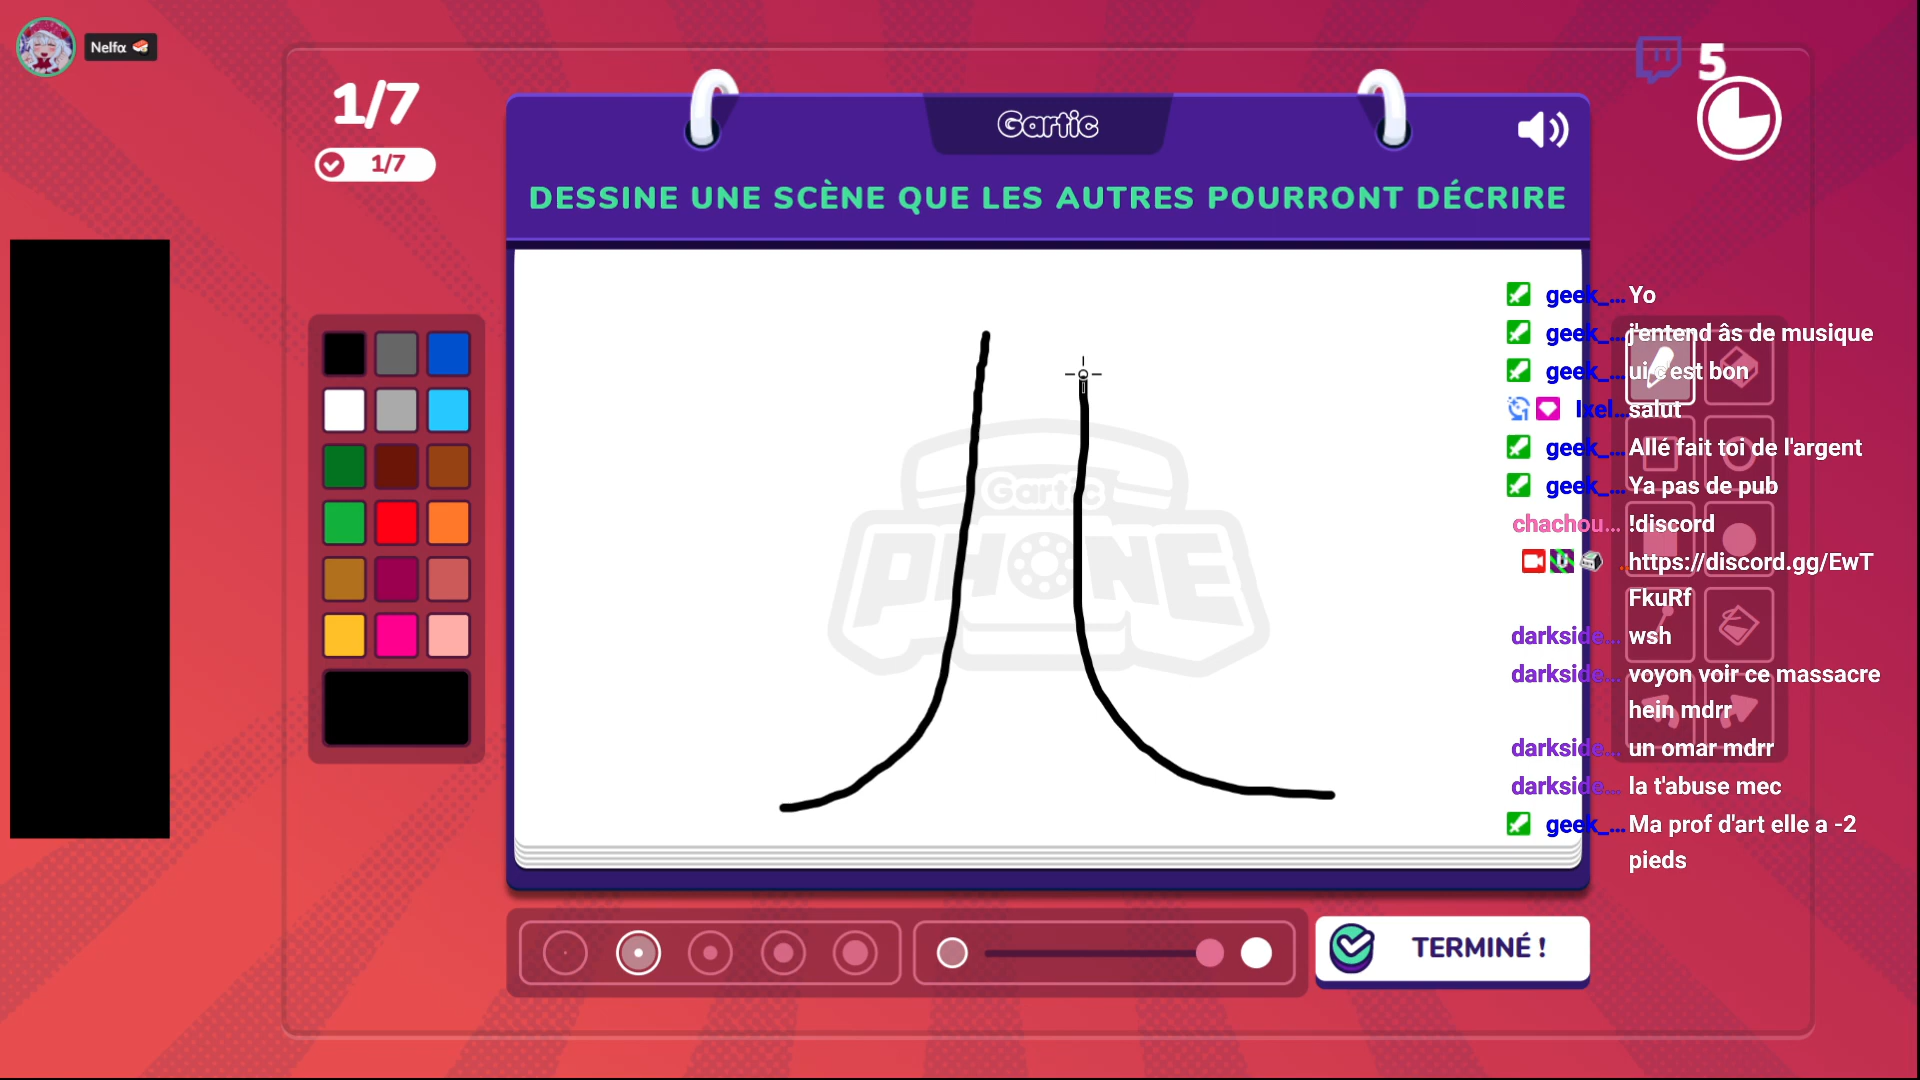 Nelfα
1/7
1/7
5
Gartic
DESSINE UNE SCÈNE QUE LES AUTRES POURRONT DÉCRIRE
Gartic
PHONE
geek_... Yo
geek_... j'entend âs de musique
geek_... ui c'est bon
Ixel... salut
geek_... Allé fait toi de l'argent
geek_... Ya pas de pub
chachou... !discord
https://discord.gg/EwT
FkuRf
darkside... wsh
darkside... voyon voir ce massacre
hein mdrr
darkside... un omar mdrr
darkside... la t'abuse mec
geek_... Ma prof d'art elle a -2
pieds
TERMINÉ !